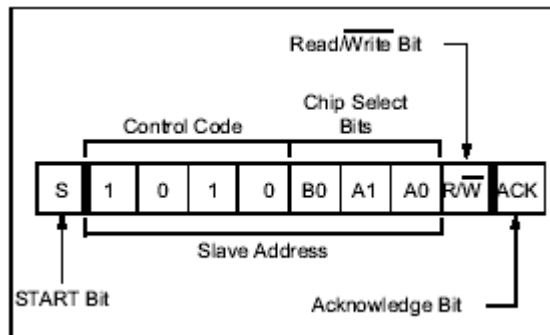 Read/Write Bit
Chip Select
Bits
Control Code
S 1 0 1 0 B0 A1 A0 R/W ACK
Slave Address
START Bit
Acknowledge Bit